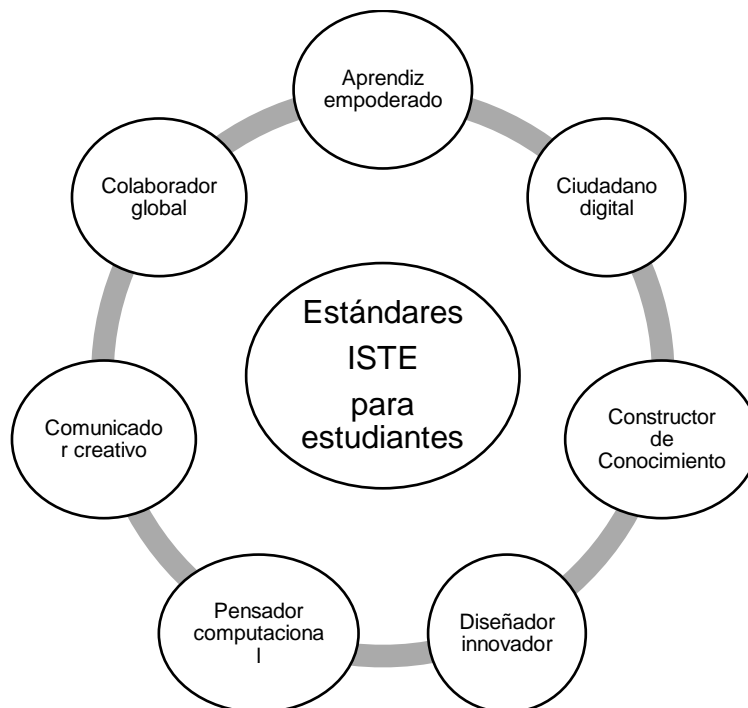 Aprendiz
empoderado
Ciudadano
digital
Constructor
de
Conocimiento
Diseñador
innovador
Pensador
computaciona
l
Comunicado
r creativo
Colaborador
global
Estándares
ISTE
para
estudiantes